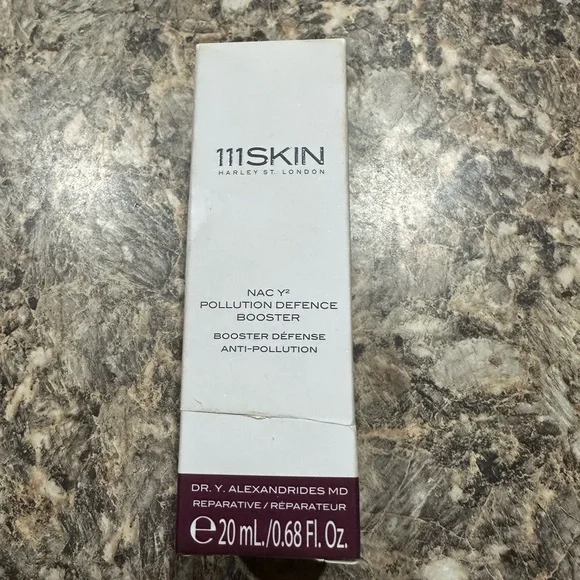 111SKIN
HARLEY ST. LONDON
NAC Y²
POLLUTION DEFENCE
BOOSTER
BOOSTER DÉFENSE
ANTI-POLLUTION
DR. Y. ALEXANDRIDES MD
REPARATIVE / RÉPARATEUR
℮ 20 mL./0.68 Fl. Oz.